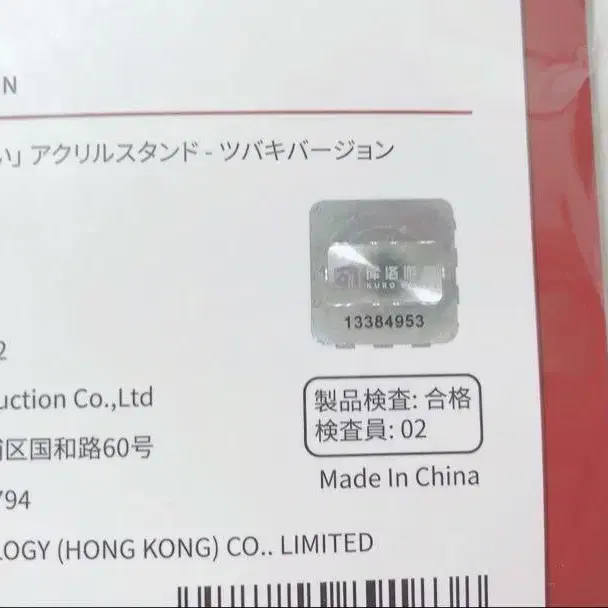 N
い」アクリルスタンド - ツバキバージョン
KURO
13384953
2
uction Co.,Ltd
製品検査: 合格
検査員: 02
区国和路60号
Made In China
794
LOGY (HONG KONG) CO.. LIMITED